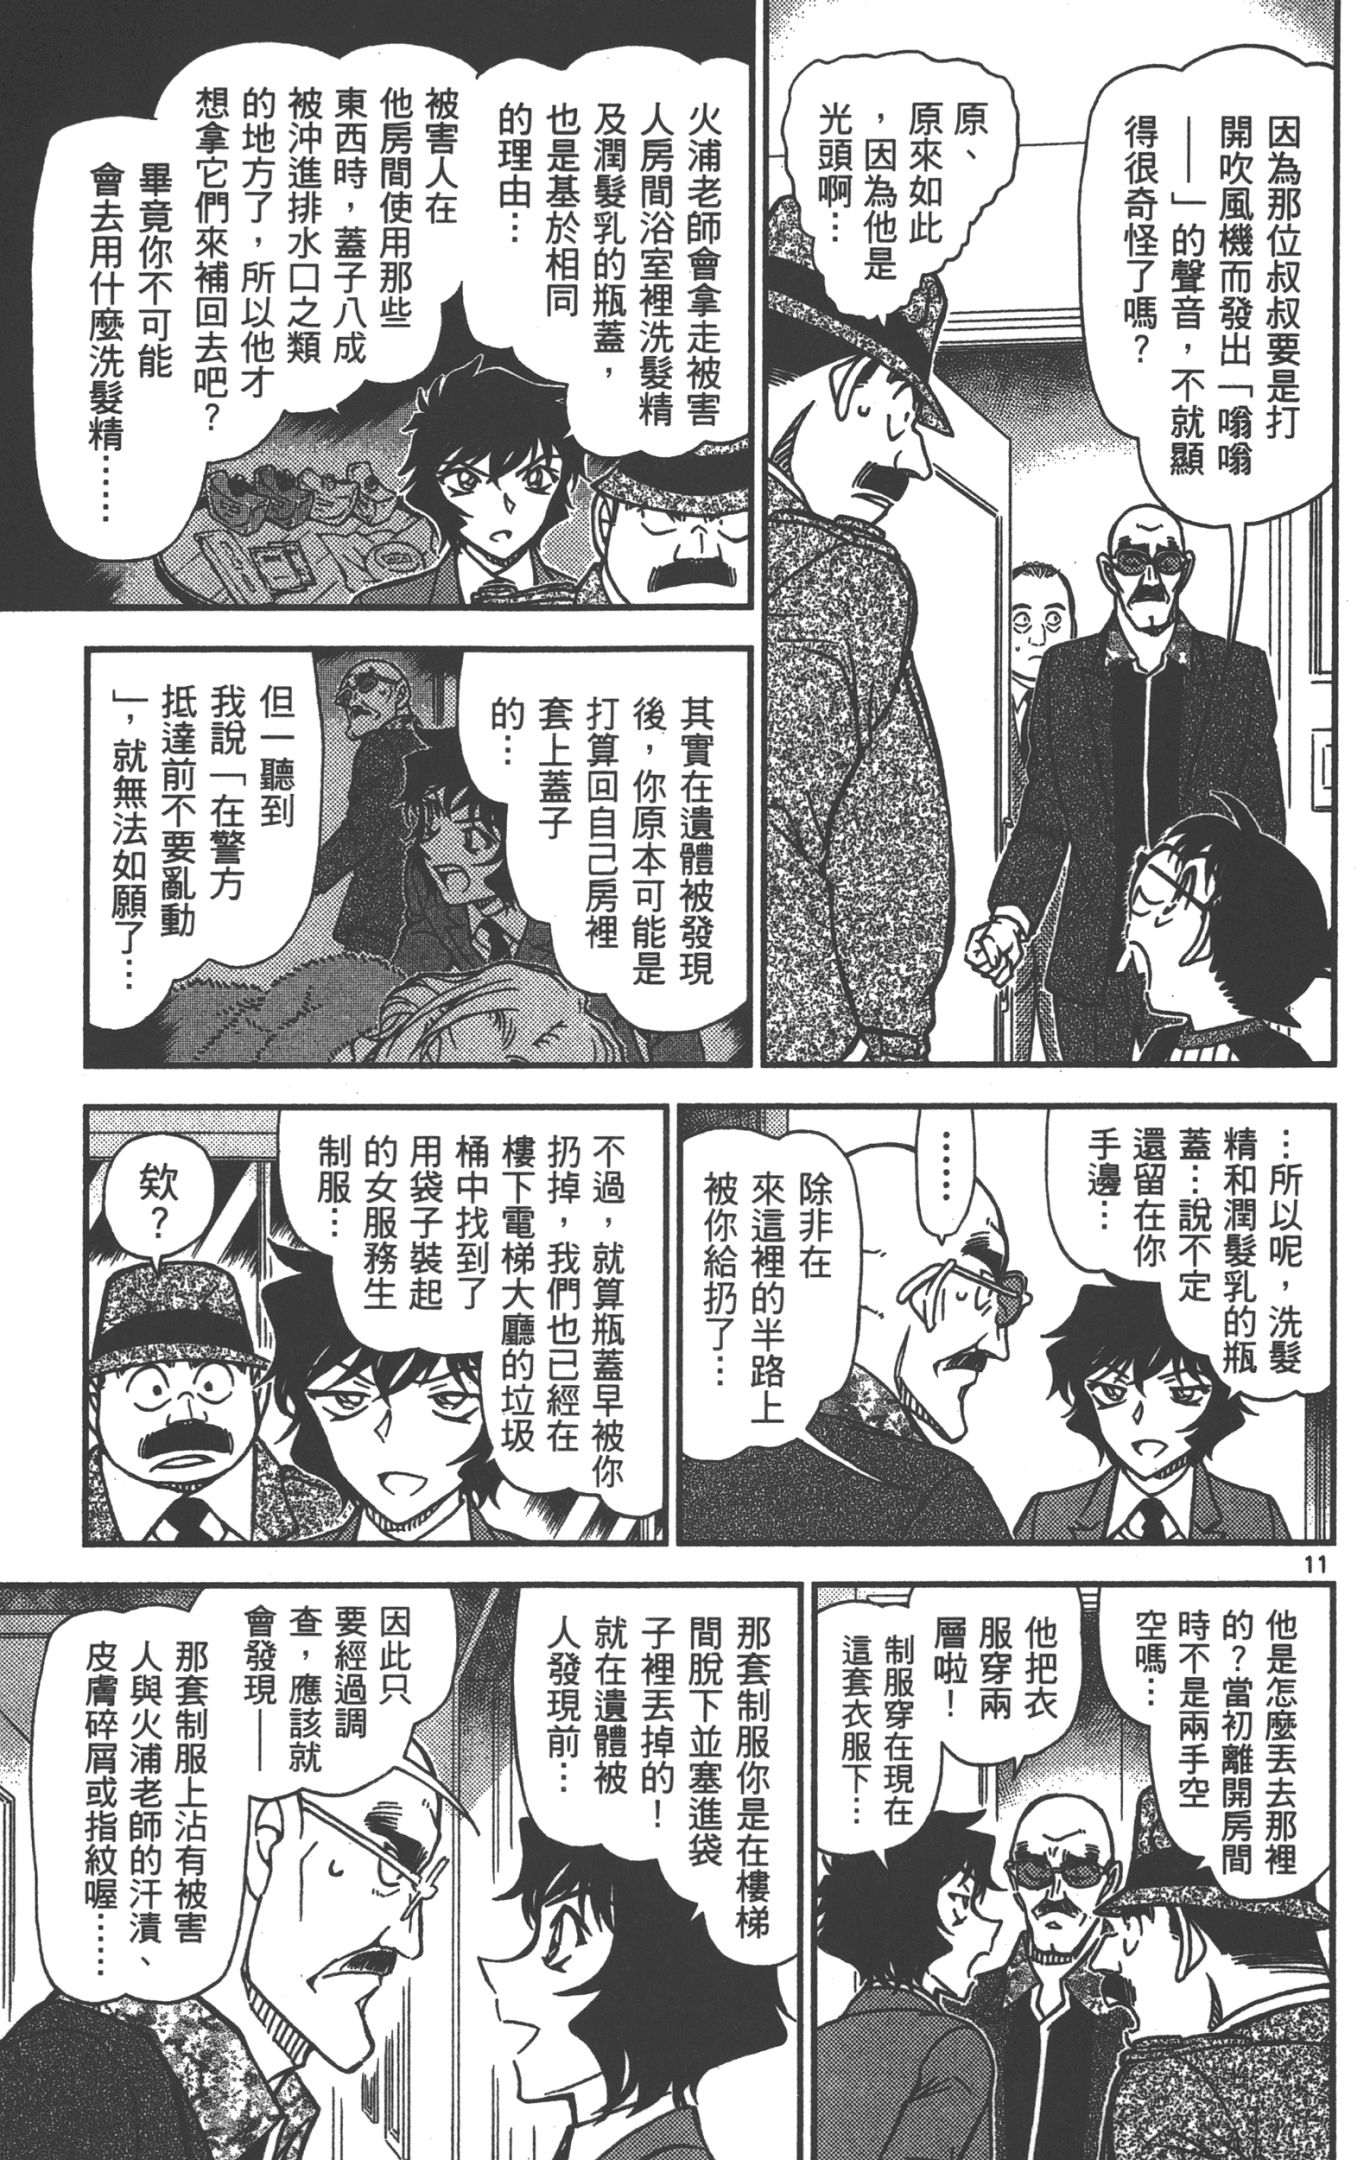 因為那位叔叔要是打
開吹風機而發出「嗡嗡
——」的聲音，不就顯
得很奇怪了嗎？
原、
原來如此
，因為他是
光頭啊…
火浦老師會拿走被害
人房間浴室裡洗髮精
及潤髮乳的瓶蓋，
也是基於相同
的理由…
被害人在
他房間使用那些
東西時，蓋子八成
被沖進排水口之類
的地方了，所以他才
想拿它們來補回去吧？
畢竟你不可能
會去用什麼洗髮精……
其實在遺體被發現
後，你原本可能是
打算回自己房裡
套上蓋子
的…
但一聽到
我說「在警方
抵達前不要亂動
」，就無法如願了…
…所以呢，洗髮
精和潤髮乳的瓶
蓋…說不定
還留在你
手邊…
……
除非在
來這裡的半路上
被你給扔了…
不過，就算瓶蓋早被你
扔掉，我們也已經在
樓下電梯大廳的垃圾
桶中找到了
用袋子裝起
的女服務生
制服…
欸？
11
他是怎麼丟去那裡
的？當初離開房間
時不是兩手空
空嗎…
他把衣
服穿兩
層啦！
制服穿在現在
這套衣服下…
那套制服你是在樓梯
間脫下並塞進袋
子裡丟掉的！
就在遺體被
人發現前…
因此只
要經過調
查，應該就
會發現——
那套制服上沾有被害
人與火浦老師的汗漬、
皮膚碎屑或指紋喔……